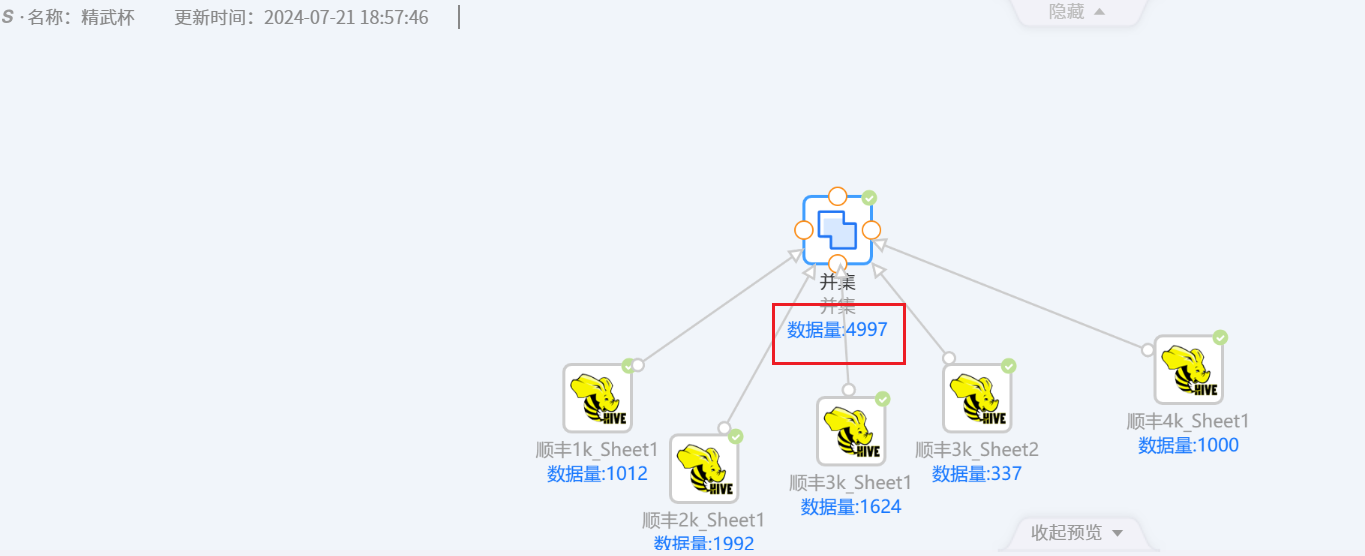 S · 名称：精武杯 更新时间：2024-07-21 18:57:46
隐藏
并集
并集
数据量:4997
HIVE
顺丰1k_Sheet1
数据量:1012
HIVE
顺丰2k_Sheet1
数据量:1992
HIVE
顺丰3k_Sheet1
数据量:1624
HIVE
顺丰3k_Sheet2
数据量:337
HIVE
顺丰4k_Sheet1
数据量:1000
收起预览